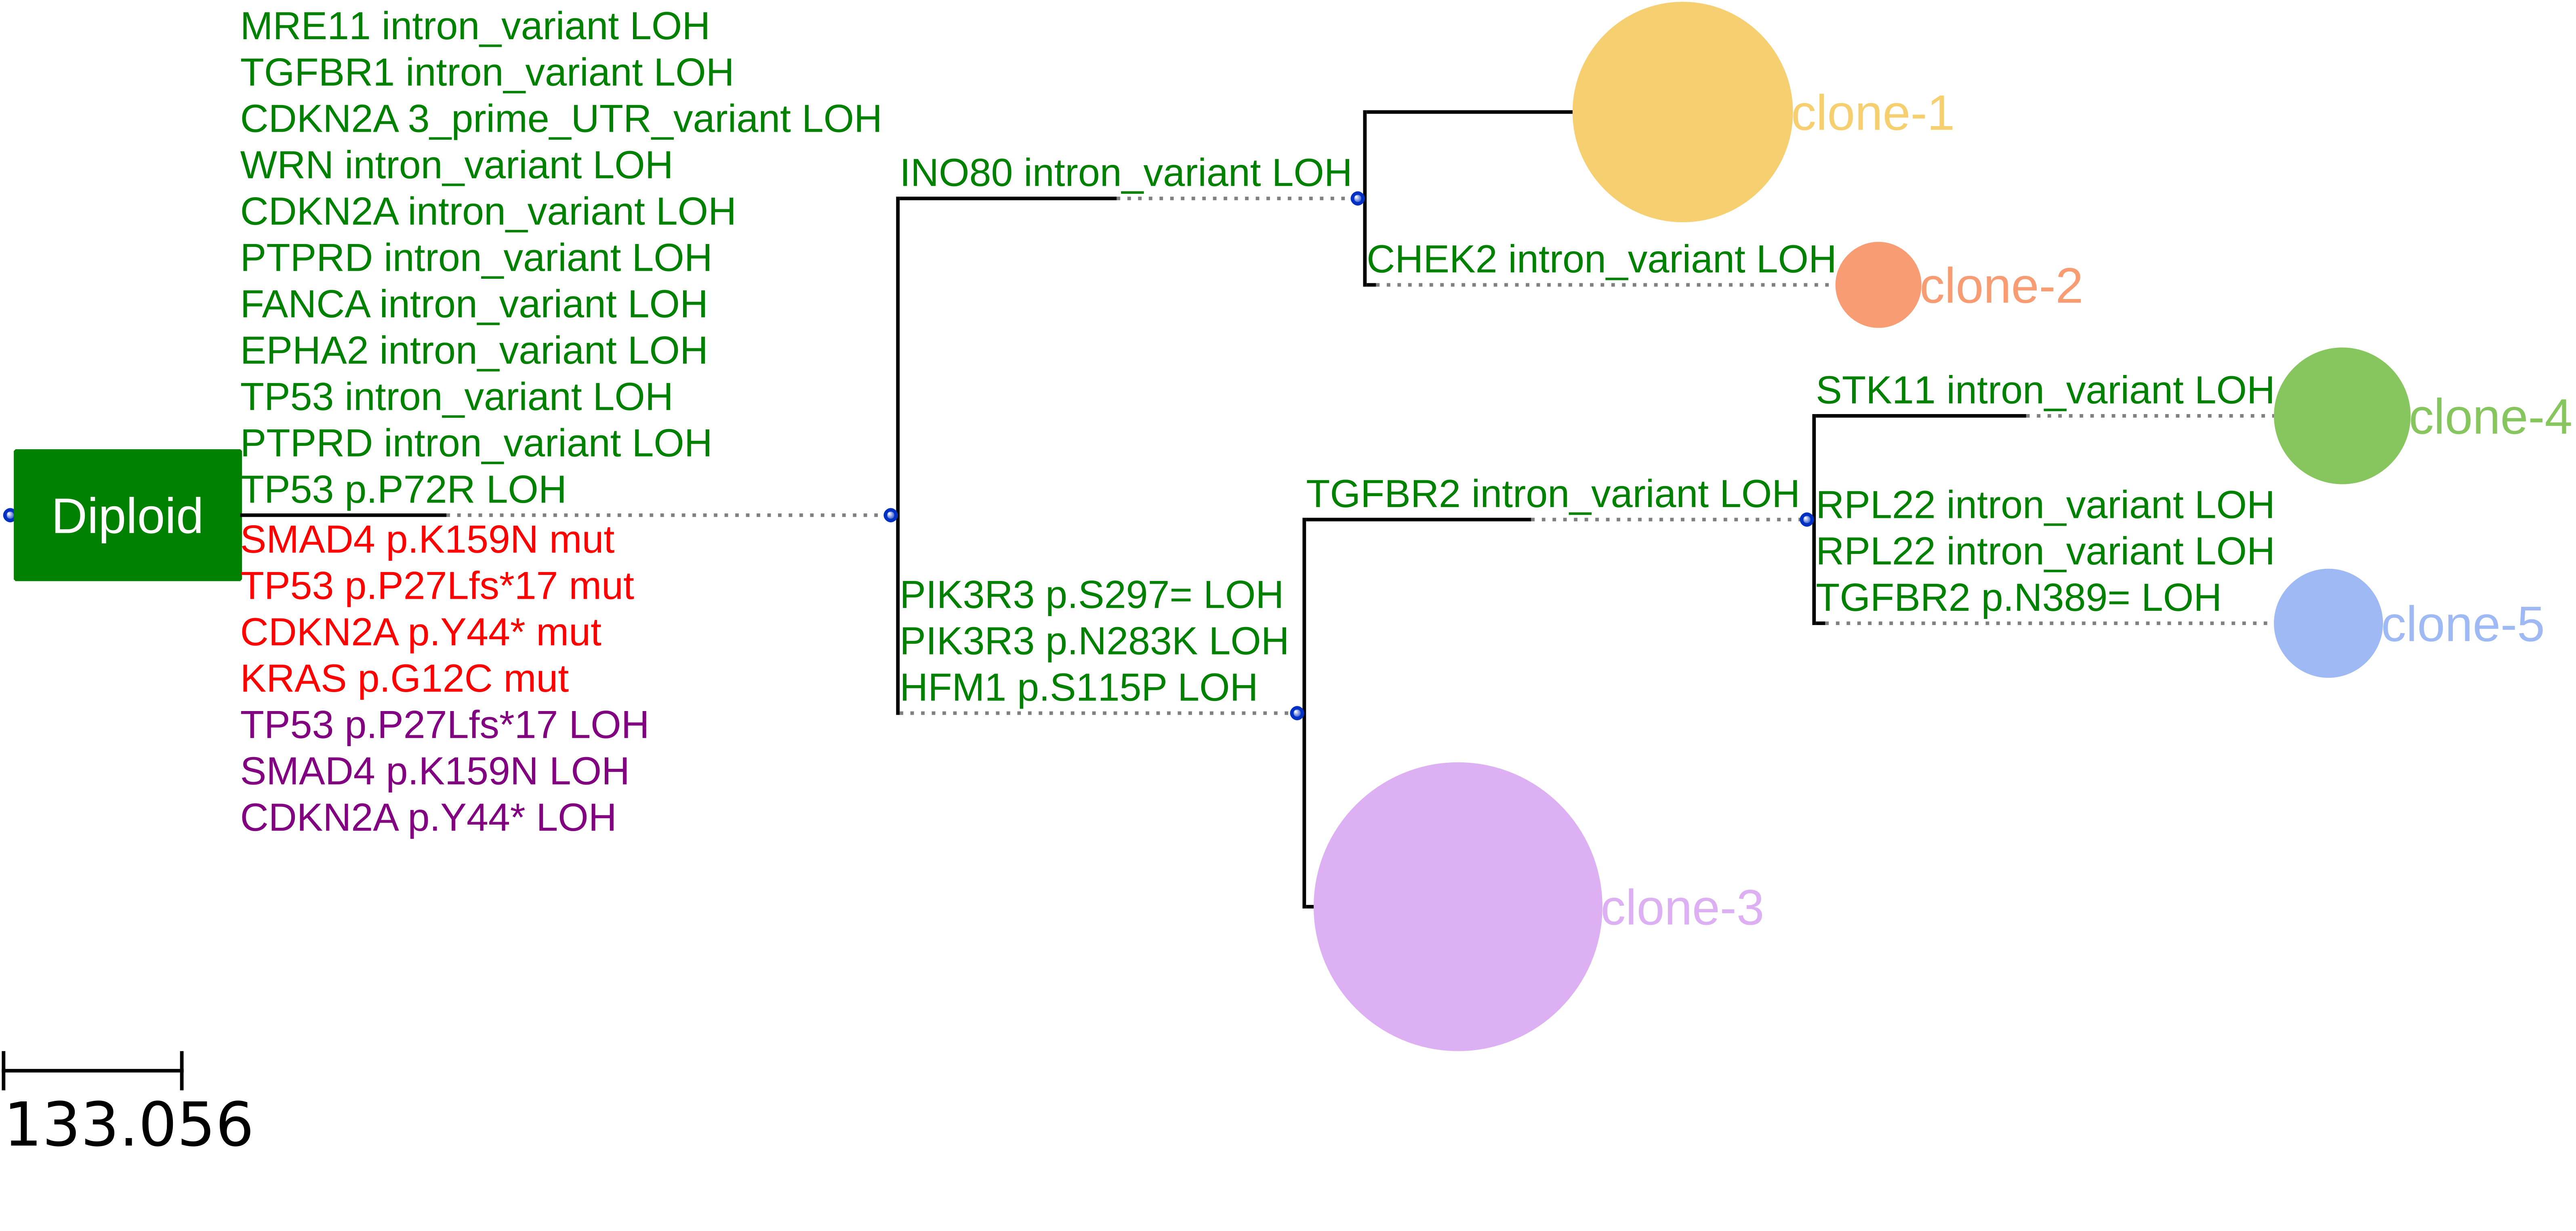 MRE11 intron_variant LOH
TGFBR1 intron_variant LOH
CDKN2A 3_prime_UTR_variant LOH
WRN intron_variant LOH
CDKN2A intron_variant LOH
PTPRD intron_variant LOH
FANCA intron_variant LOH
EPHA2 intron_variant LOH
TP53 intron_variant LOH
PTPRD intron_variant LOH
TP53 p.P72R LOH
Diploid
SMAD4 p.K159N mut
TP53 p.P27Lfs*17 mut
CDKN2A p.Y44* mut
KRAS p.G12C mut
TP53 p.P27Lfs*17 LOH
SMAD4 p.K159N LOH
CDKN2A p.Y44* LOH
INO80 intron_variant LOH
clone-1
CHEK2 intron_variant LOH
clone-2
PIK3R3 p.S297= LOH
PIK3R3 p.N283K LOH
HFM1 p.S115P LOH
TGFBR2 intron_variant LOH
STK11 intron_variant LOH
clone-4
RPL22 intron_variant LOH
RPL22 intron_variant LOH
TGFBR2 p.N389= LOH
clone-5
clone-3
133.056